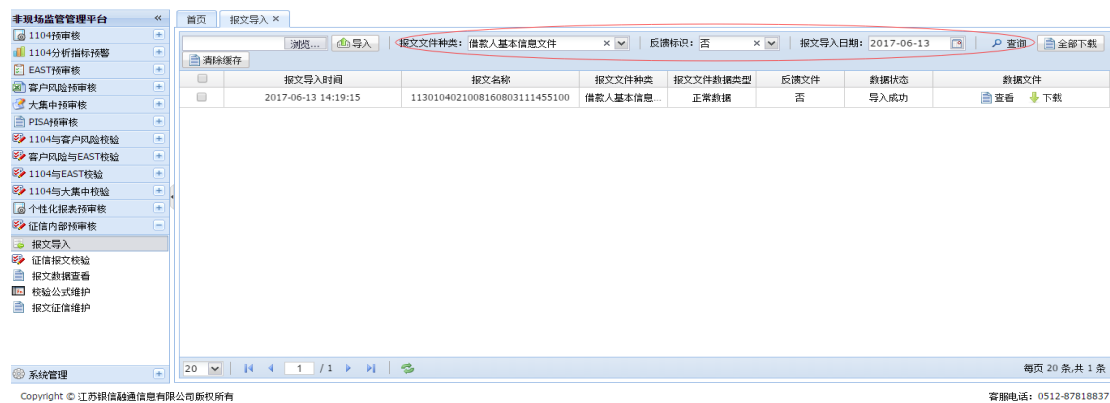 非现场监管管理平台 «
首页 报文导入 ×
1104预审核
1104分析指标预警
EAST预审核
客户风险预审核
大集中预审核
PISA预审核
1104与客户风险校验
客户风险与EAST校验
1104与EAST校验
1104与大集中校验
个性化报表预审核
征信内部预审核
报文导入
征信报文校验
报文数据查看
校验公式维护
报文征信维护
系统管理
浏览... 导入 报文文件种类: 借款人基本信息文件 × 反馈标识: 否 × 报文导入日期: 2017-06-13 查询 全部下载
清除缓存
报文导入时间 报文名称 报文文件种类 报文文件数据类型 反馈文件 数据状态 数据文件
2017-06-13 14:19:15 113010402100816080311145​5100 借款人基本信息... 正常数据 否 导入成功 查看 下载
20 1 / 1 每页 20 条,共 1 条
Copyright © 江苏银信融通信息有限公司版权所有 客服电话: 0512-87818837